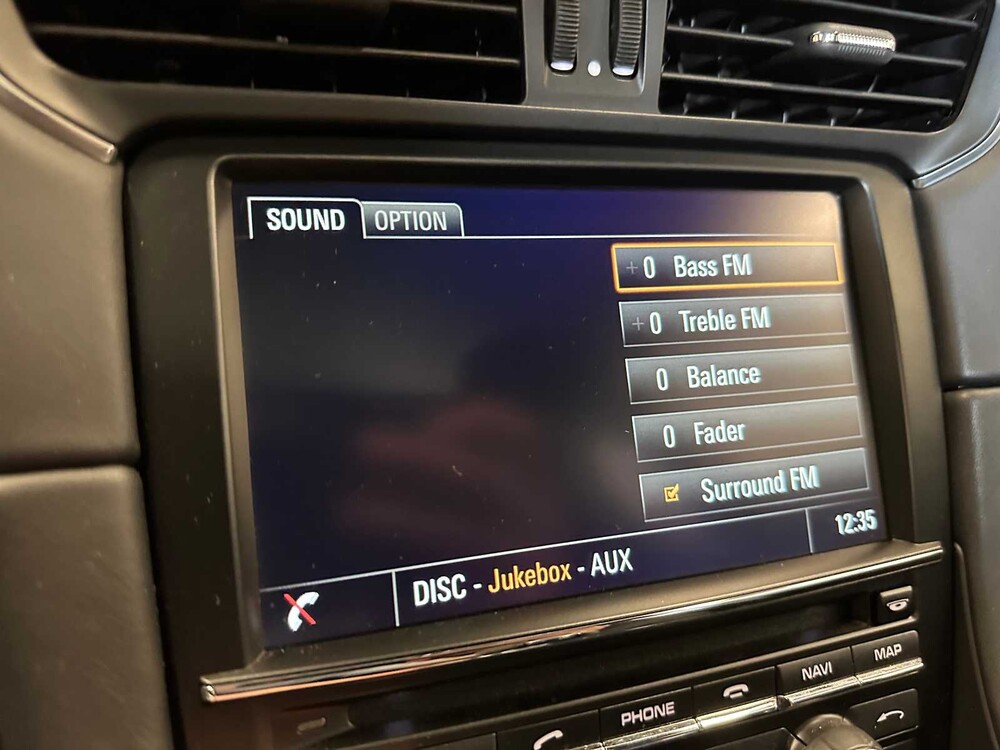 SOUND OPTION
+ 0 Bass FM
+ 0 Treble FM
0 Balance
0 Fader
Surround FM
12:35
DISC - Jukebox - AUX
PHONE NAVI MAP